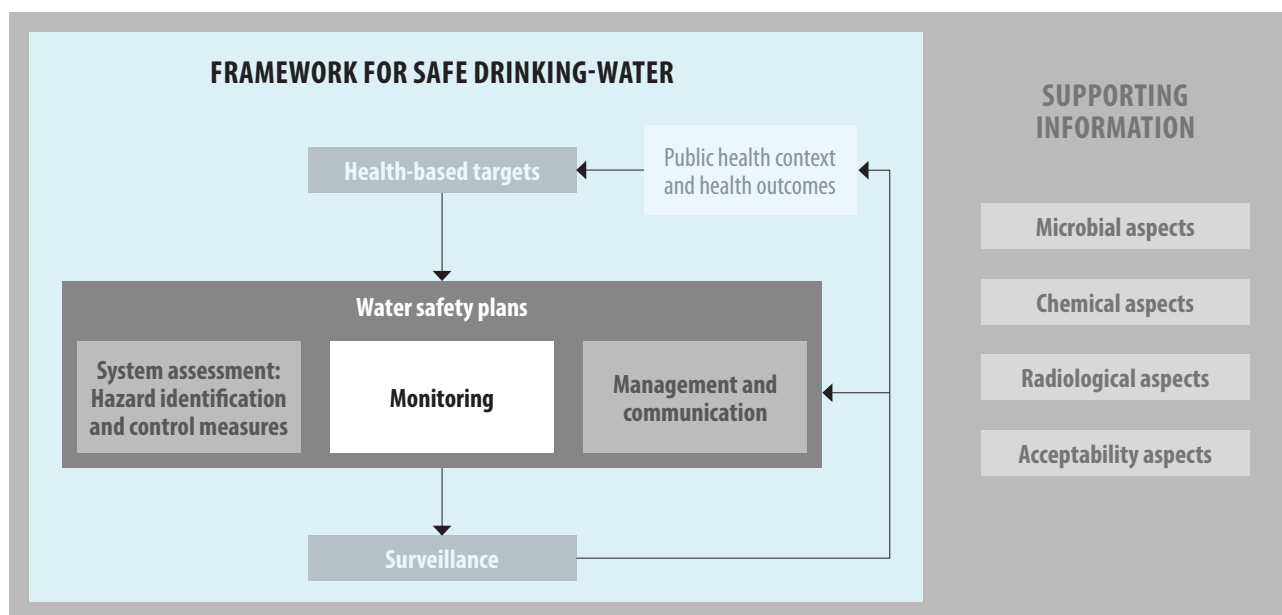 FRAMEWORK FOR SAFE DRINKING-WATER
Health-based targets
Public health context
and health outcomes
Water safety plans
System assessment:
Hazard identification
and control measures
Monitoring
Management and
communication
Surveillance
SUPPORTING
INFORMATION
Microbial aspects
Chemical aspects
Radiological aspects
Acceptability aspects